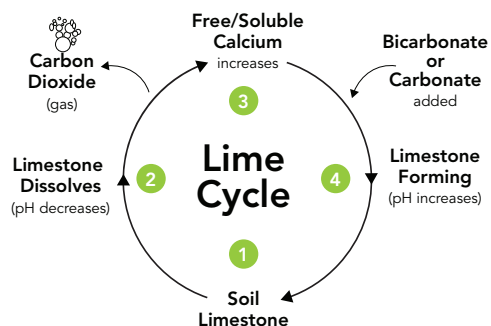 Free/Soluble
Calcium
increases
Carbon
Dioxide
(gas)
Bicarbonate
or
Carbonate
added
3
Limestone
Dissolves
(pH decreases)
2
Lime
Cycle
4
Limestone
Forming
(pH increases)
1
Soil
Limestone